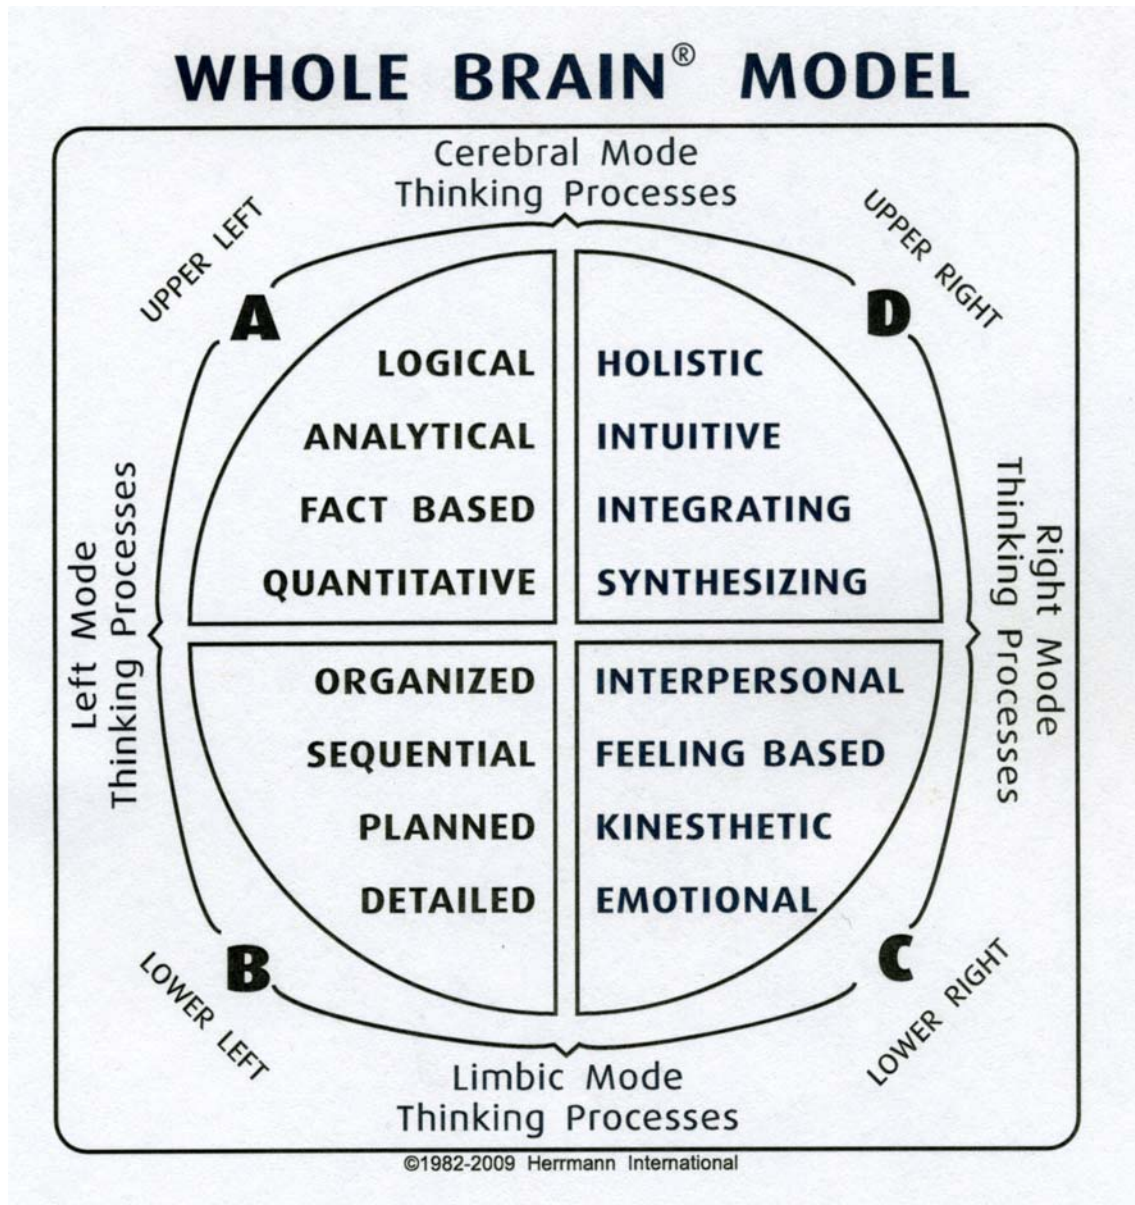 WHOLE BRAIN® MODEL
Cerebral Mode
Thinking Processes
UPPER LEFT
UPPER RIGHT
A
D
LOGICAL
ANALYTICAL
FACT BASED
QUANTITATIVE
HOLISTIC
INTUITIVE
INTEGRATING
SYNTHESIZING
Left Mode
Thinking Processes
Right Mode
Thinking Processes
ORGANIZED
SEQUENTIAL
PLANNED
DETAILED
INTERPERSONAL
FEELING BASED
KINESTHETIC
EMOTIONAL
B
C
LOWER LEFT
LOWER RIGHT
Limbic Mode
Thinking Processes
©1982-2009 Herrmann International